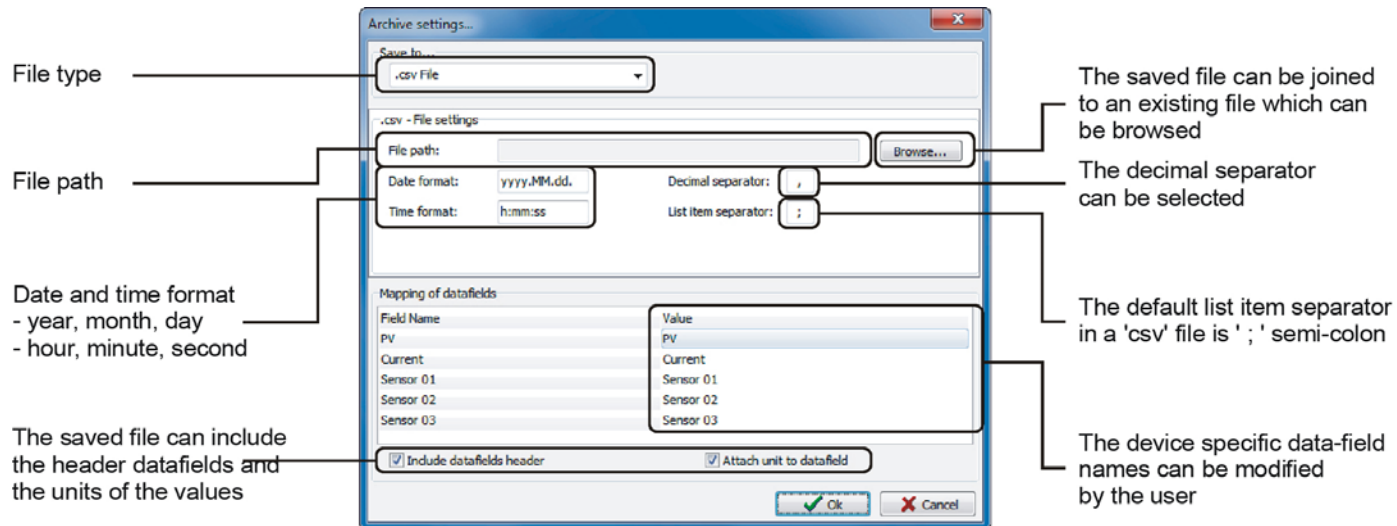 Archive settings...
Save to...
File type
.csv File
The saved file can be joined
to an existing file which can
be browsed
.csv - File settings
File path:
Browse...
File path
Date format:
yyyy.MM.dd.
Decimal separator:
,
The decimal separator
can be selected
Time format:
h:mm:ss
List item separator:
;
Date and time format
- year, month, day
- hour, minute, second
The default list item separator
in a 'csv' file is ' ; ' semi-colon
Mapping of datafields
Field Name
Value
PV
PV
Current
Current
Sensor 01
Sensor 01
Sensor 02
Sensor 02
Sensor 03
Sensor 03
The saved file can include
the header datafields and
the units of the values
Include datafields header
Attach unit to datafield
The device specific data-field
names can be modified
by the user
Ok
Cancel